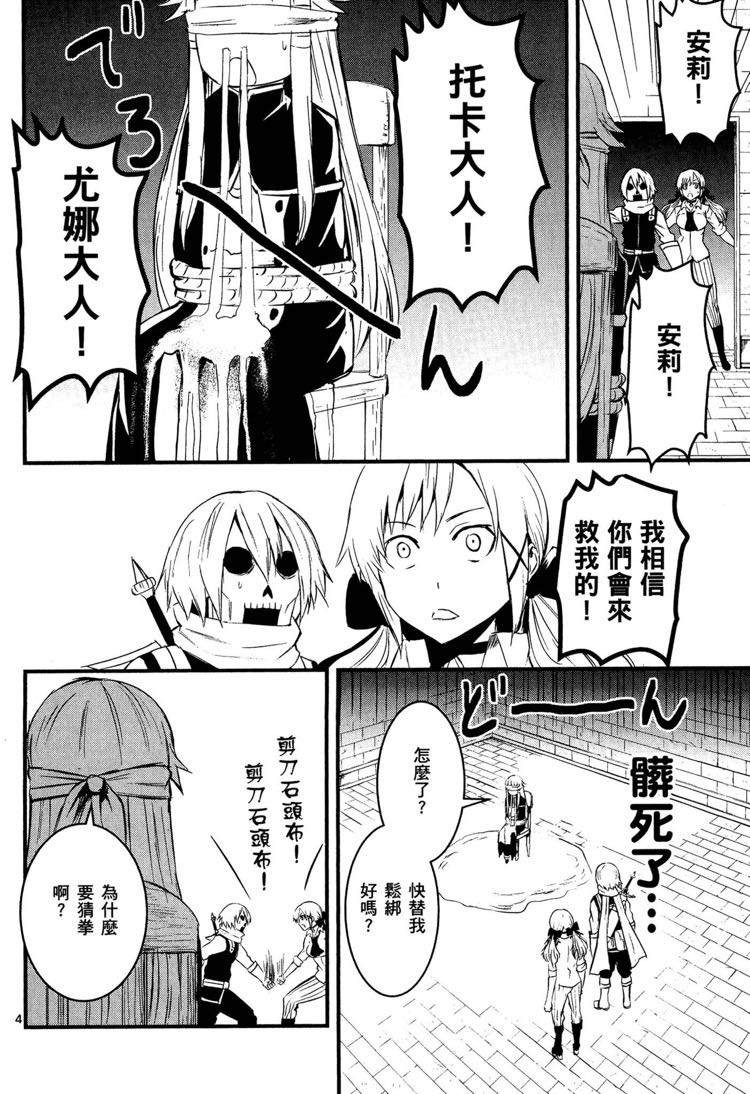 安莉！
安莉！
托卡大人！
尤娜大人！
でろ
ーん
我相信
你們會來
救我的！
どーーん
髒死了…
怎麼了？
快替我
鬆綁
好嗎？
剪刀石頭布！
剪刀石頭布！
為什麼
要猜拳
啊？
4